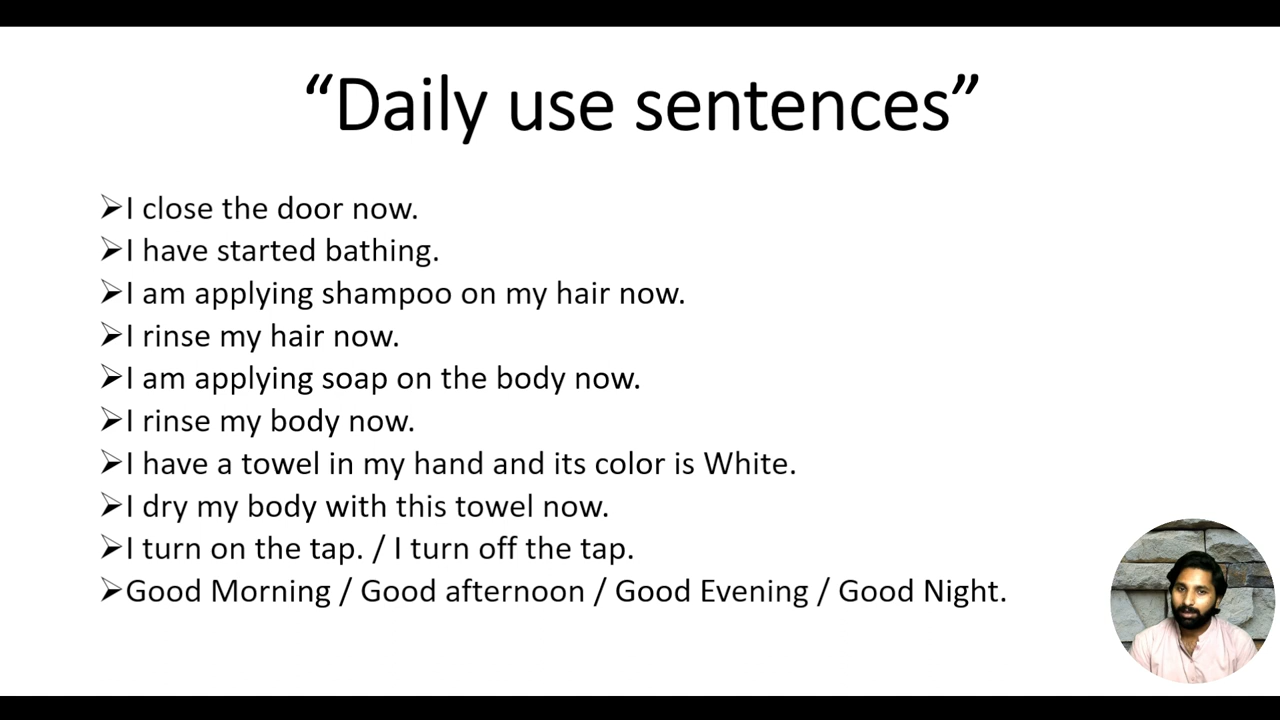 “Daily use sentences”
➢I close the door now.
➢I have started bathing.
➢I am applying shampoo on my hair now.
➢I rinse my hair now.
➢I am applying soap on the body now.
➢I rinse my body now.
➢I have a towel in my hand and its color is White.
➢I dry my body with this towel now.
➢I turn on the tap. / I turn off the tap.
➢Good Morning / Good afternoon / Good Evening / Good Night.